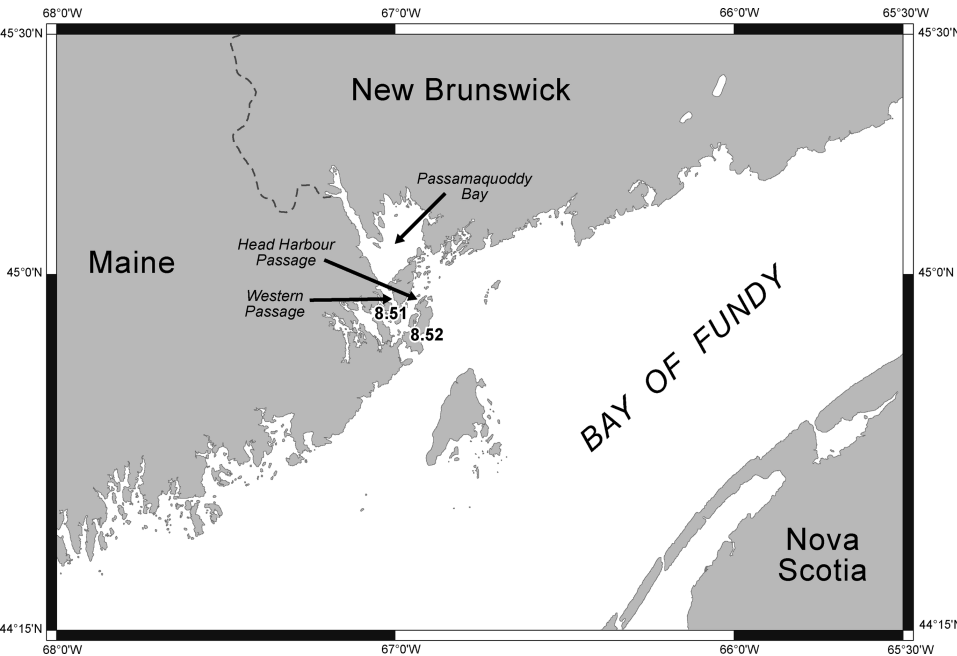 68°0'W 67°0'W 66°0'W 65°30'W
45°30'N 45°30'N
New Brunswick
Passamaquoddy
Bay
Head Harbour
Passage
Maine
45°0'N 45°0'N
Western
Passage
8.51
8.52
BAY OF FUNDY
Nova
Scotia
44°15'N 44°15'N
68°0'W 67°0'W 66°0'W 65°30'W